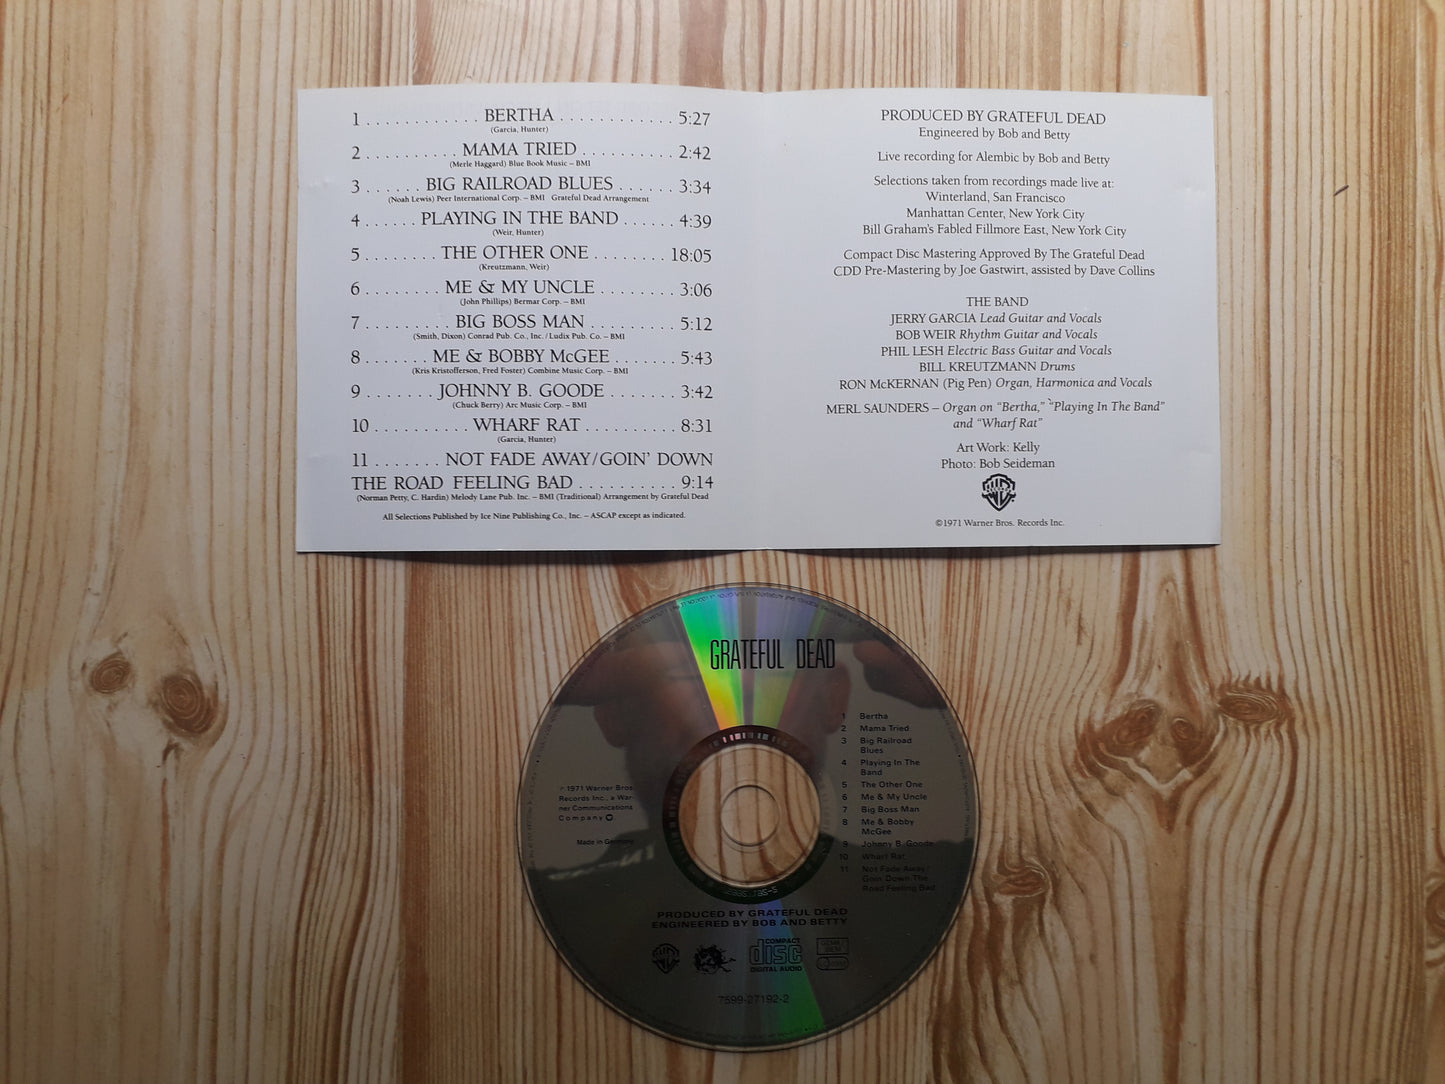 1 . . . . . . . . . . . . BERTHA . . . . . . . . . . . . 5:27
(Garcia, Hunter)
2 . . . . . . . . . . MAMA TRIED . . . . . . . . . . 2:42
(Merle Haggard) Blue Book Music – BMI
3 . . . . . . BIG RAILROAD BLUES . . . . . . 3:34
(Noah Lewis) Peer International Corp. – BMI Grateful Dead Arrangement
4 . . . . . . PLAYING IN THE BAND . . . . . . 4:39
(Weir, Hunter)
5 . . . . . . . . THE OTHER ONE . . . . . . . . 18:05
(Kreutzmann, Weir)
6 . . . . . . . . ME & MY UNCLE . . . . . . . . 3:06
(John Phillips) Bermar Corp. – BMI
7 . . . . . . . . . BIG BOSS MAN . . . . . . . . . 5:12
(Smith, Dixon) Conrad Pub. Co., Inc. / Ludix Pub. Co. – BMI
8 . . . . . . . ME & BOBBY McGEE . . . . . . . 5:43
(Kris Kristofferson, Fred Foster) Combine Music Corp. – BMI
9 . . . . . . . . JOHNNY B. GOODE . . . . . . . 3:42
(Chuck Berry) Arc Music Corp. – BMI
10 . . . . . . . . . . WHARF RAT . . . . . . . . . . 8:31
(Garcia, Hunter)
11 . . . . . . . NOT FADE AWAY/GOIN' DOWN
THE ROAD FEELING BAD . . . . . . . . . . 9:14
(Norman Petty, C. Hardin) Melody Lane Pub. Inc. – BMI (Traditional) Arrangement by Grateful Dead
All Selections Published by Ice Nine Publishing Co., Inc. – ASCAP except as indicated.
PRODUCED BY GRATEFUL DEAD
Engineered by Bob and Betty
Live recording for Alembic by Bob and Betty
Selections taken from recordings made live at:
Winterland, San Francisco
Manhattan Center, New York City
Bill Graham's Fabled Fillmore East, New York City
Compact Disc Mastering Approved By The Grateful Dead
CDD Pre-Mastering by Joe Gastwirt, assisted by Dave Collins
THE BAND
JERRY GARCIA Lead Guitar and Vocals
BOB WEIR Rhythm Guitar and Vocals
PHIL LESH Electric Bass Guitar and Vocals
BILL KREUTZMANN Drums
RON McKERNAN (Pig Pen) Organ, Harmonica and Vocals
MERL SAUNDERS – Organ on "Bertha," "Playing In The Band"
and "Wharf Rat"
Art Work: Kelly
Photo: Bob Seideman
©1971 Warner Bros. Records Inc.
GRATEFUL DEAD
1 Bertha
2 Mama Tried
3 Big Railroad
Blues
4 Playing In The
Band
5 The Other One
6 Me & My Uncle
7 Big Boss Man
8 Me & Bobby
McGee
9 Johnny B. Goode
10 Wharf Rat
11 Not Fade Away/
Goin Down The
Road Feeling Bad
℗ 1971 Warner Bros.
Records Inc., a War-
ner Communications
Company
Made in Germany
PRODUCED BY GRATEFUL DEAD
ENGINEERED BY BOB AND BETTY
COMPACT
disc
DIGITAL AUDIO
GEMA
BIEM
7599-27192-2